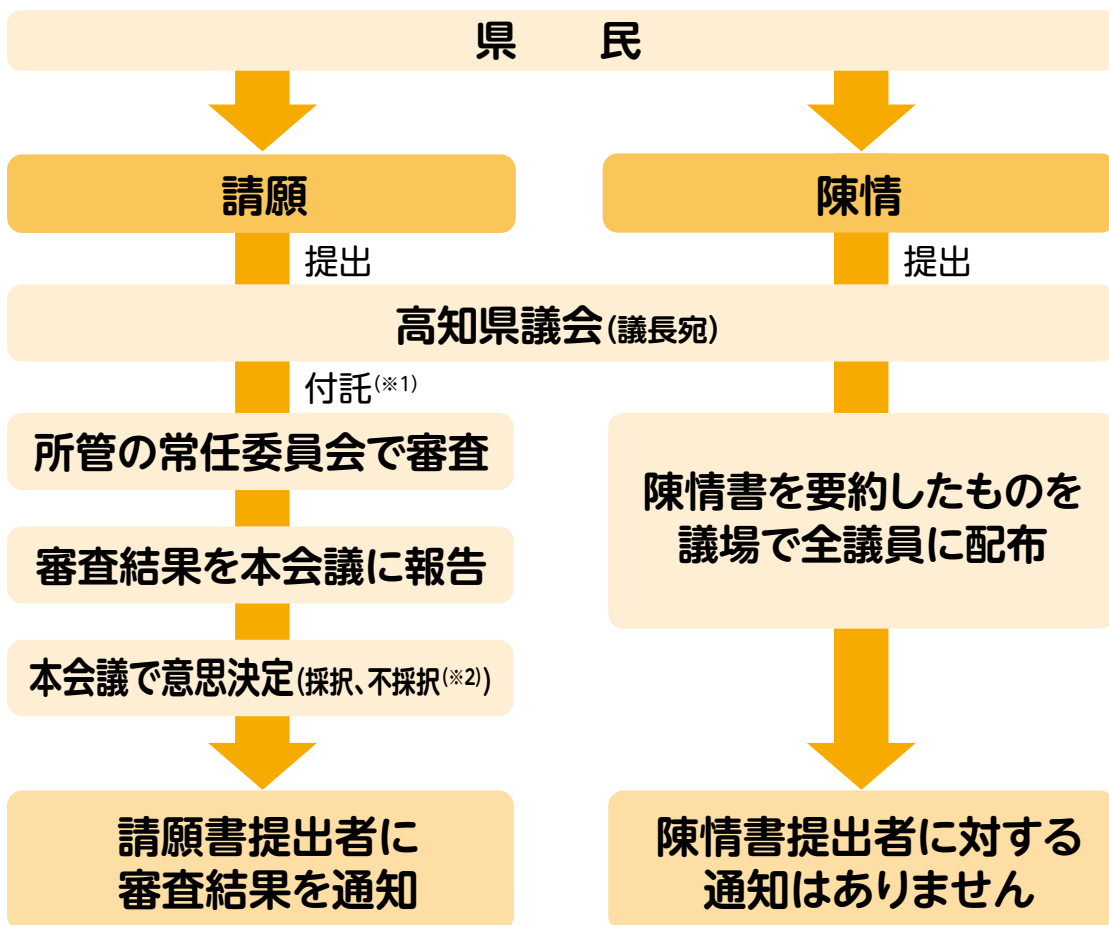 県　民
請願
陳情
提出
提出
高知県議会(議長宛)
付託(※1)
所管の常任委員会で審査
審査結果を本会議に報告
本会議で意思決定(採択、不採択(※2))
請願書提出者に
審査結果を通知
陳情書を要約したものを
議場で全議員に配布
陳情書提出者に対する
通知はありません